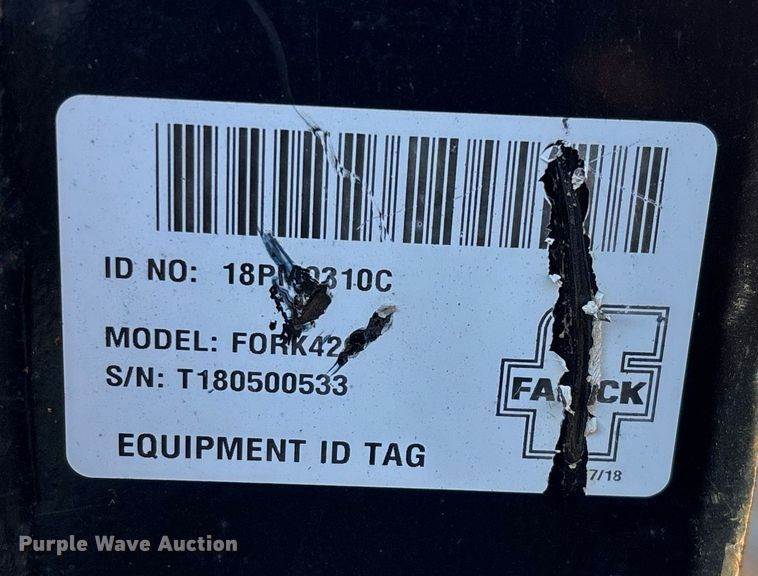 ID NO: 18PM0310C
MODEL: FORK42
S/N: T180500533
EQUIPMENT ID TAG
7/18
Purple Wave Auction